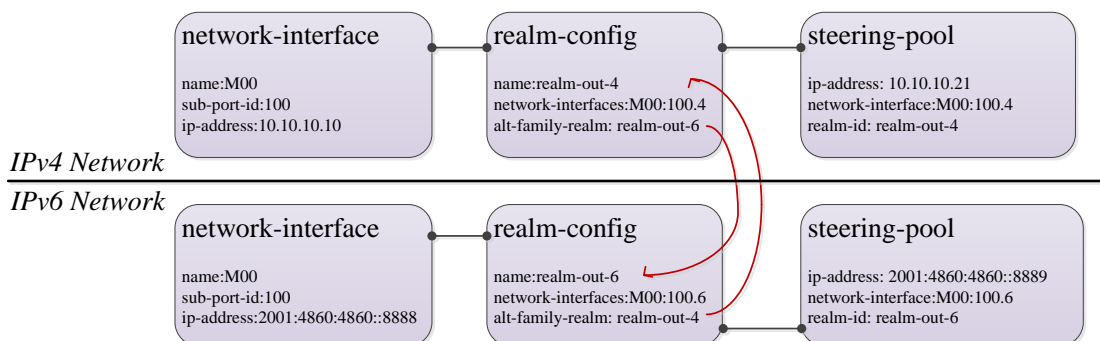 network-interface
name:M00
sub-port-id:100
ip-address:10.10.10.10
realm-config
name:realm-out-4
network-interfaces:M00:100.4
alt-family-realm: realm-out-6
steering-pool
ip-address: 10.10.10.21
network-interface:M00:100.4
realm-id: realm-out-4
IPv4 Network
IPv6 Network
network-interface
name:M00
sub-port-id:100
ip-address:2001:4860:4860::8888
realm-config
name:realm-out-6
network-interfaces:M00:100.6
alt-family-realm: realm-out-4
steering-pool
ip-address: 2001:4860:4860::8889
network-interface:M00:100.6
realm-id: realm-out-6